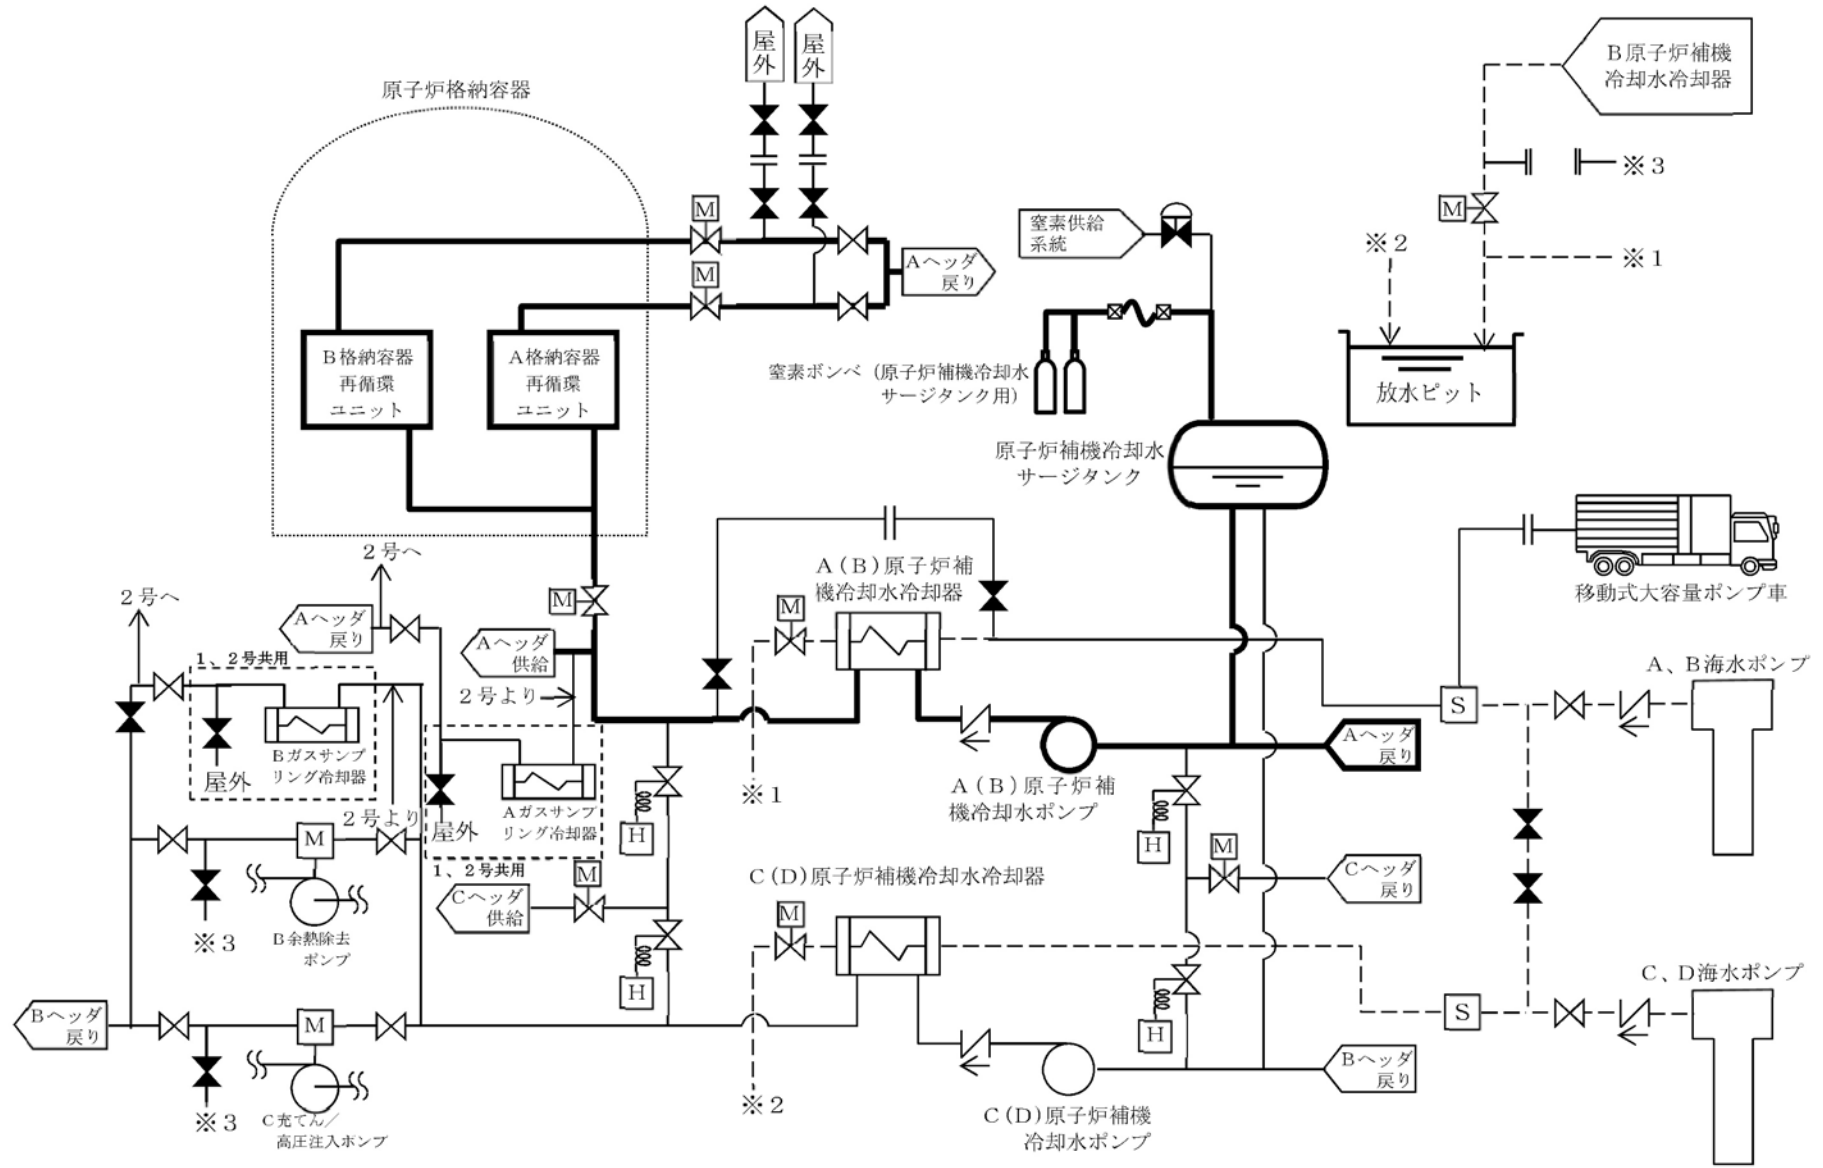 屋外
屋外
B原子炉補機
冷却水冷却器
原子炉格納容器
※3
M
M
窒素供給
系統
※2
※1
Aヘッダ
戻り
M
B格納容器
再循環
ユニット
A格納容器
再循環
ユニット
窒素ボンベ（原子炉補機冷却水
サージタンク用）
放水ピット
原子炉補機冷却水
サージタンク
2号へ
A(B)原子炉補
機冷却水冷却器
移動式大容量ポンプ車
2号へ
M
M
Aヘッダ
戻り
Aヘッダ
供給
1、2号共用
2号より
A、B海水ポンプ
S
Aヘッダ
戻り
Bガスサンプ
リング冷却器
屋外
※1
A(B)原子炉補
機冷却水ポンプ
2号より
屋外
Aガスサンプ
リング冷却器
H
H
M
M
1、2号共用
M
C(D)原子炉補機冷却水冷却器
Cヘッダ
戻り
Cヘッダ
供給
M
※3
B余熱除去
ポンプ
C、D海水ポンプ
H
S
Bヘッダ
戻り
M
H
Bヘッダ
戻り
※3
※2
C充てん／
高圧注入ポンプ
C(D)原子炉補機
冷却水ポンプ